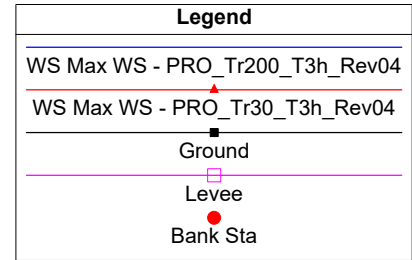 Legend
WS Max WS - PRO_Tr200_T3h_Rev04
WS Max WS - PRO_Tr30_T3h_Rev04
Ground
Levee
Bank Sta